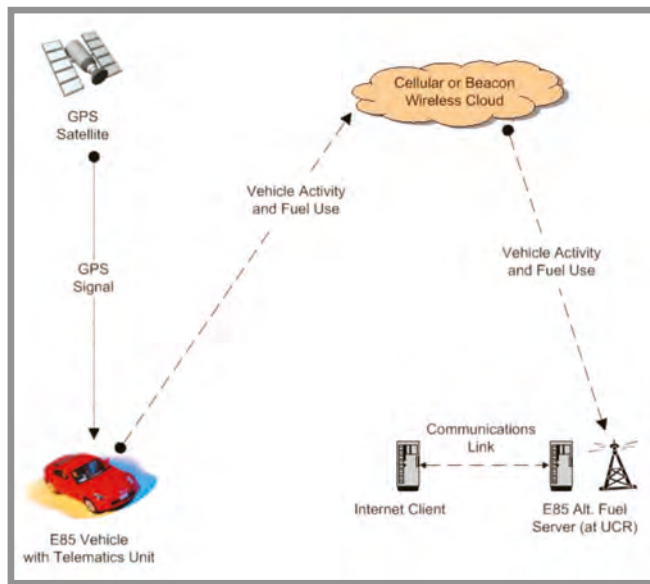 GPS
Satellite
Cellular or Beacon
Wireless Cloud
Vehicle Activity
and Fuel Use
GPS
Signal
Vehicle Activity
and Fuel Use
Communications
Link
Internet Client
E85 Alt. Fuel
Server (at UCR)
E85 Vehicle
with Telematics Unit